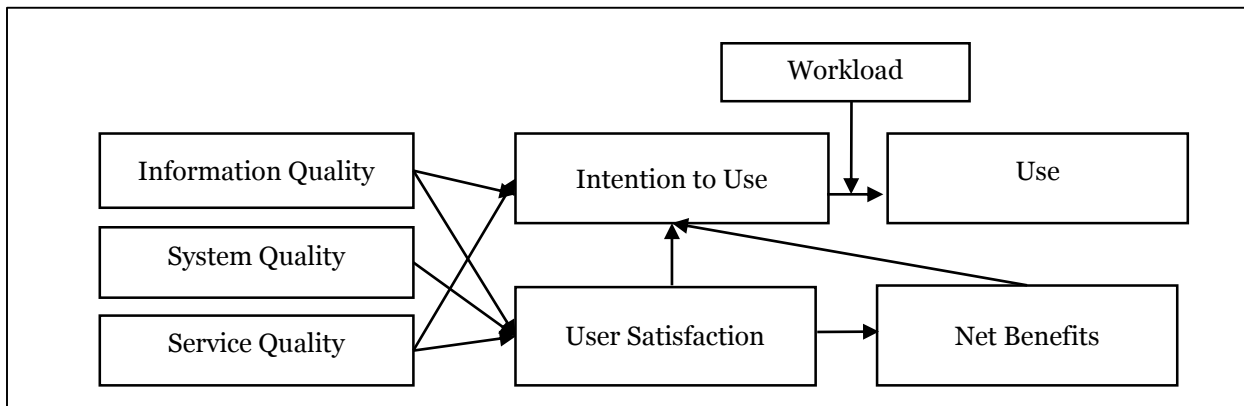 Workload
Information Quality
Intention to Use
Use
System Quality
Service Quality
User Satisfaction
Net Benefits